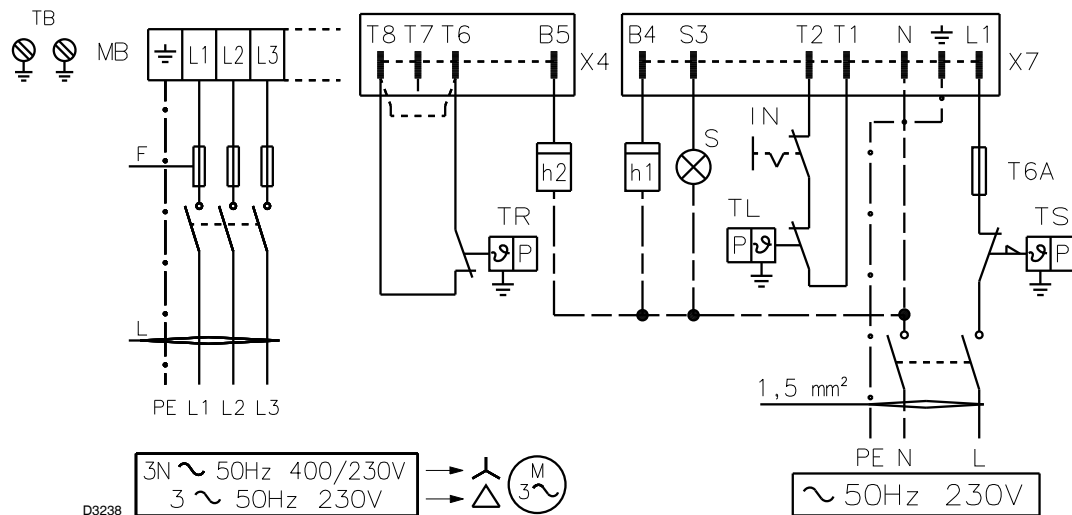 TB
MB
L1 L2 L3
T8 T7 T6 B5
X4
B4 S3 T2 T1 N L1
X7
IN
S
h2
h1
F
T6A
TR
TL
TS
P ϑ
ϑ P
ϑ P
L
1,5 mm²
PE L1 L2 L3
PE N L
3N ~ 50Hz 400/230V
3 ~ 50Hz 230V
M
3~
~ 50Hz 230V
D3238